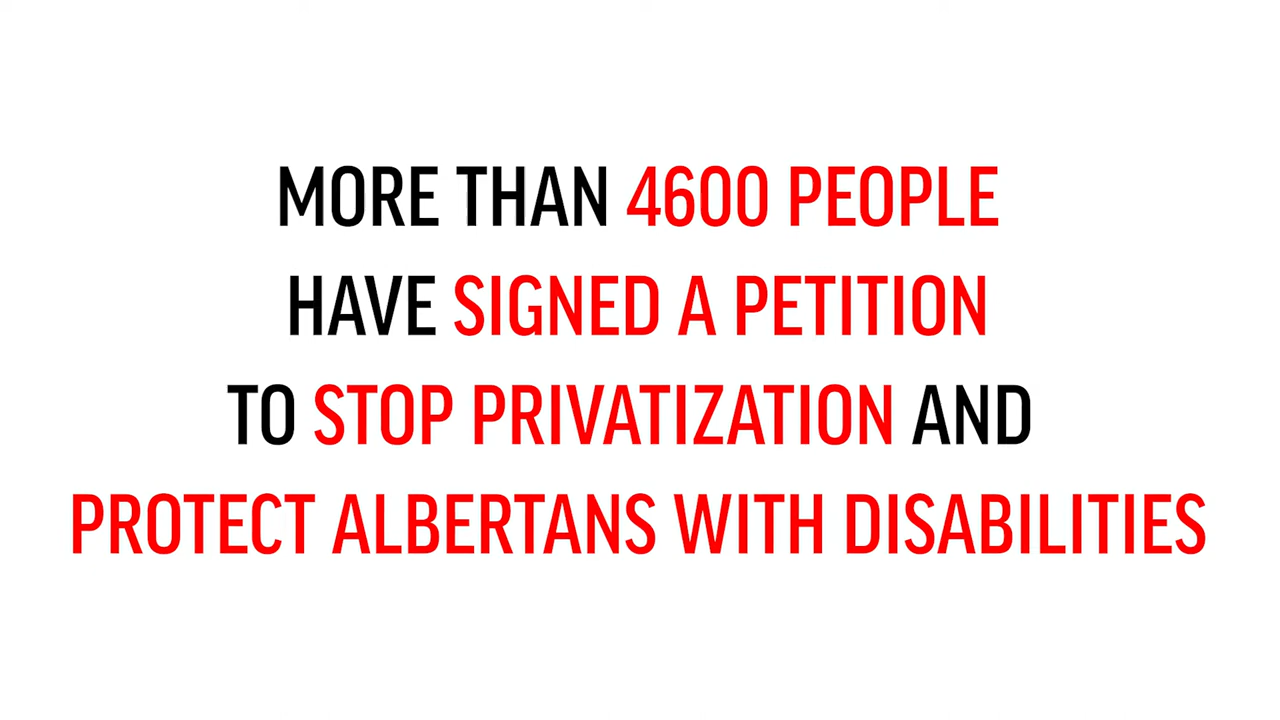 MORE THAN 4600 PEOPLE
HAVE SIGNED A PETITION
TO STOP PRIVATIZATION AND
PROTECT ALBERTANS WITH DISABILITIES